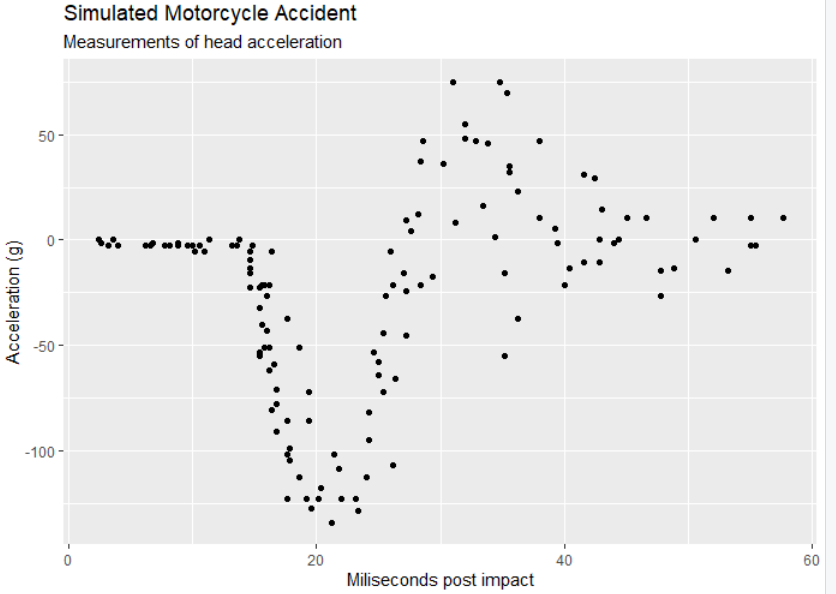 Simulated Motorcycle Accident
Measurements of head acceleration
50
0
-50
-100
Acceleration (g)
0 20 40 60
Miliseconds post impact